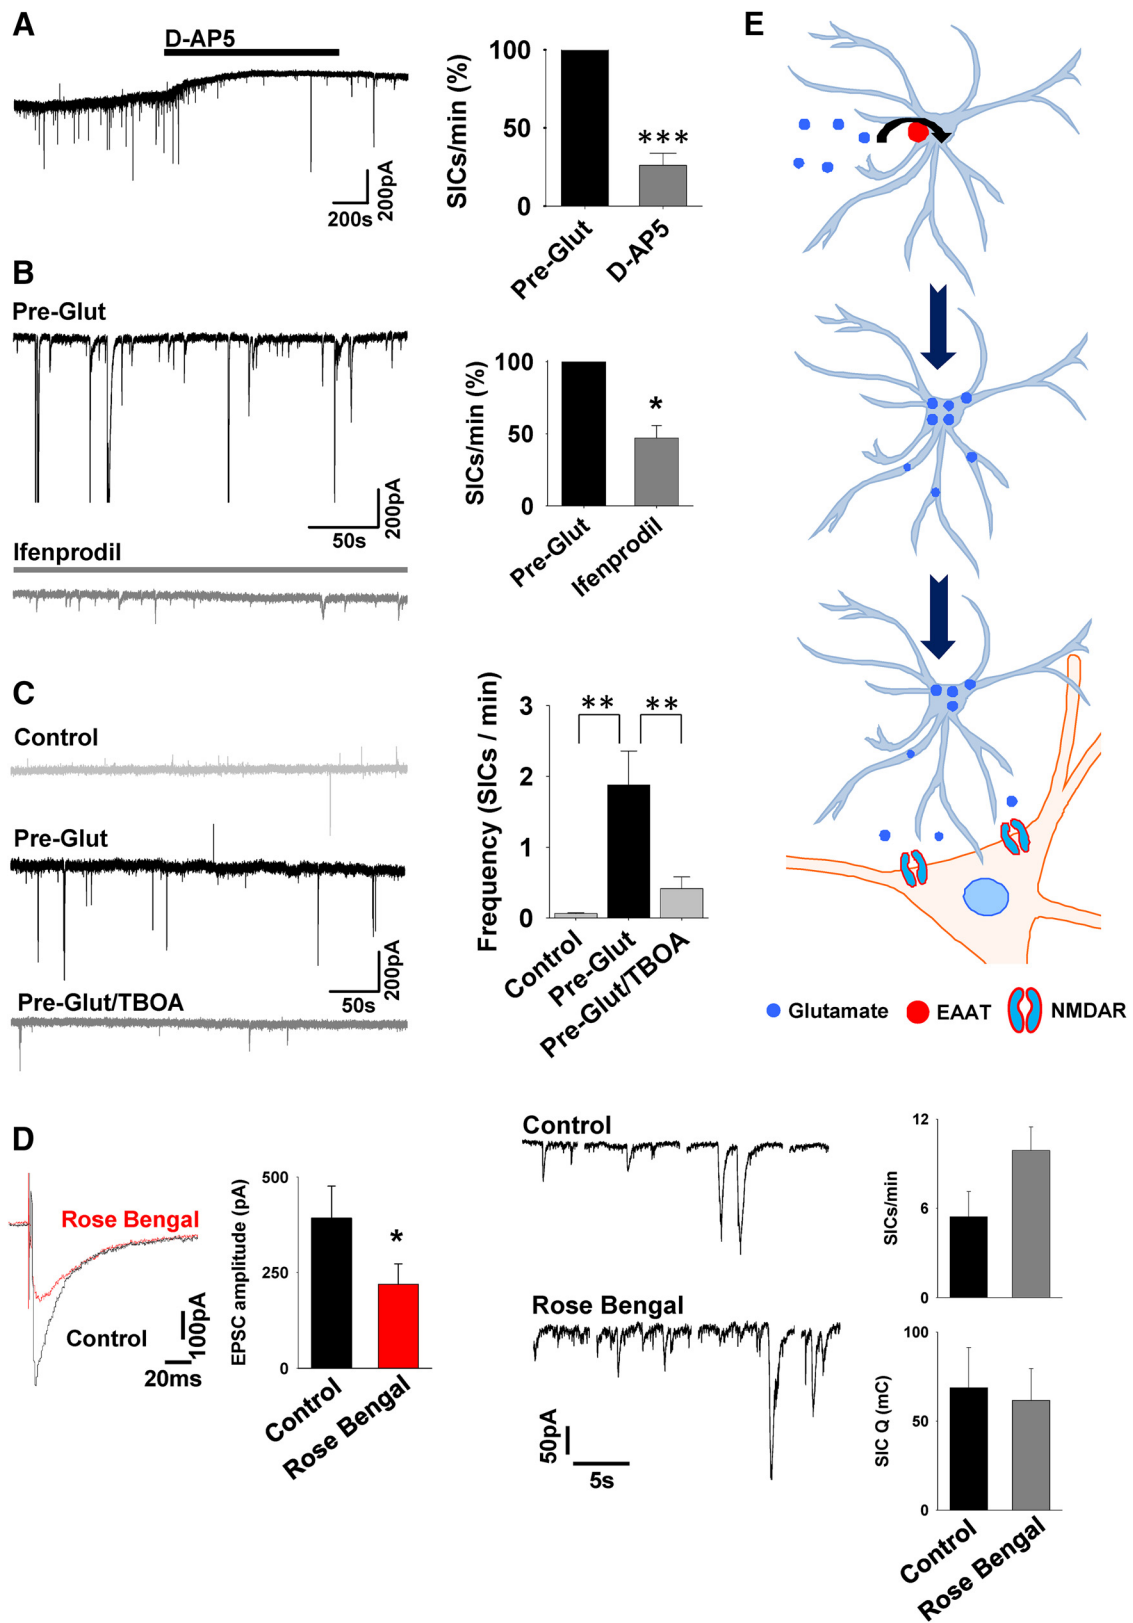 A
D-AP5
200s
200pA
SICs/min (%)
100
50
0
***
Pre-Glut
D-AP5
B
Pre-Glut
50s
200pA
Ifenprodil
SICs/min (%)
100
50
0
*
Pre-Glut
Ifenprodil
C
Control
Pre-Glut
50s
200pA
Pre-Glut/TBOA
Frequency (SICs / min)
3
2
1
0
** **
Control
Pre-Glut
Pre-Glut/TBOA
D
Rose Bengal
Control
100pA
20ms
EPSC amplitude (pA)
500
250
0
*
Control
Rose Bengal
Control
Rose Bengal
50pA
5s
SICs/min
12
6
0
SIC Q (mC)
100
50
0
Control
Rose Bengal
E
Glutamate EAAT NMDAR